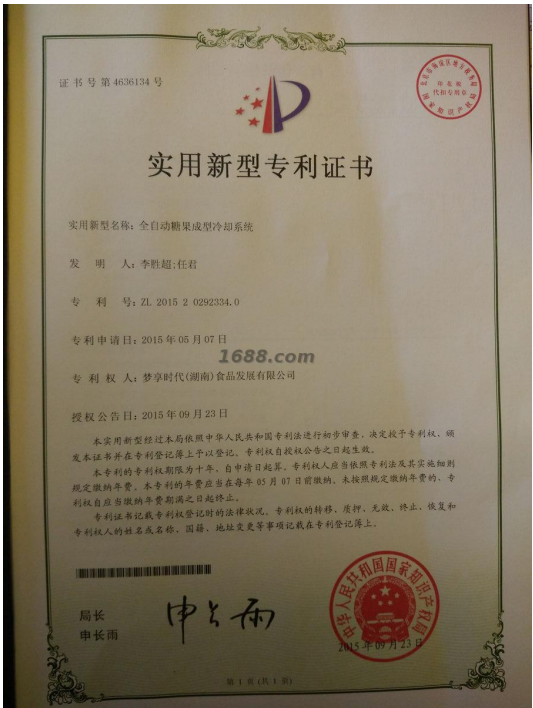 证书号第4636134号
印花税
代扣专用章
实用新型专利证书
实用新型名称：全自动糖果成型冷却系统
发明人：李胜超;任君
专利号：ZL 2015 2 0292334.0
专利申请日：2015年05月07日
1688.com
专利权人：梦享时代(湖南)食品发展有限公司
授权公告日：2015年09月23日
本实用新型经过本局依照中华人民共和国专利法进行初步审查，决定授予专利权，颁
发本证书并在专利登记簿上予以登记。专利权自授权公告之日起生效。
本专利的专利权期限为十年，自申请日起算。专利权人应当依照专利法及其实施细则
规定缴纳年费。本专利的年费应当在每年05月07日前缴纳。未按照规定缴纳年费的，专
利权自应当缴纳年费期满之日起终止。
专利证书记载专利权登记时的法律状况。专利权的转移、质押、无效、终止、恢复和
专利权人的姓名或名称、国籍、地址变更等事项记载在专利登记簿上。
局长
申长雨
申长雨
中华人民共和国国家知识产权局
2015年09月23日
第1页(共1页)